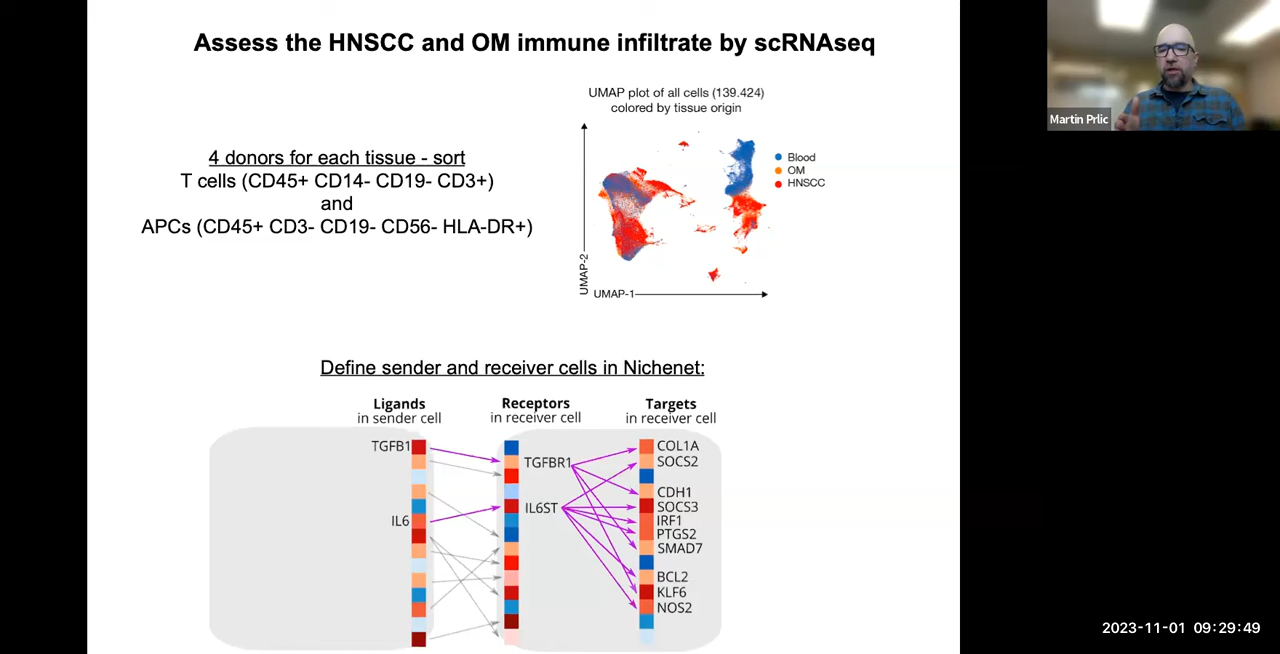 Assess the HNSCC and OM immune infiltrate by scRNAseq
4 donors for each tissue - sort
T cells (CD45+ CD14- CD19- CD3+)
and
APCs (CD45+ CD3- CD19- CD56- HLA-DR+)
UMAP plot of all cells (139.424)
colored by tissue origin
Blood
OM
HNSCC
UMAP-2
UMAP-1
Martin Prlic
Define sender and receiver cells in Nichenet:
Ligands
in sender cell
Receptors
in receiver cell
Targets
in receiver cell
TGFB1
IL6
TGFBR1
IL6ST
COL1A
SOCS2
CDH1
SOCS3
IRF1
PTGS2
SMAD7
BCL2
KLF6
NOS2
2023-11-01 09:29:49